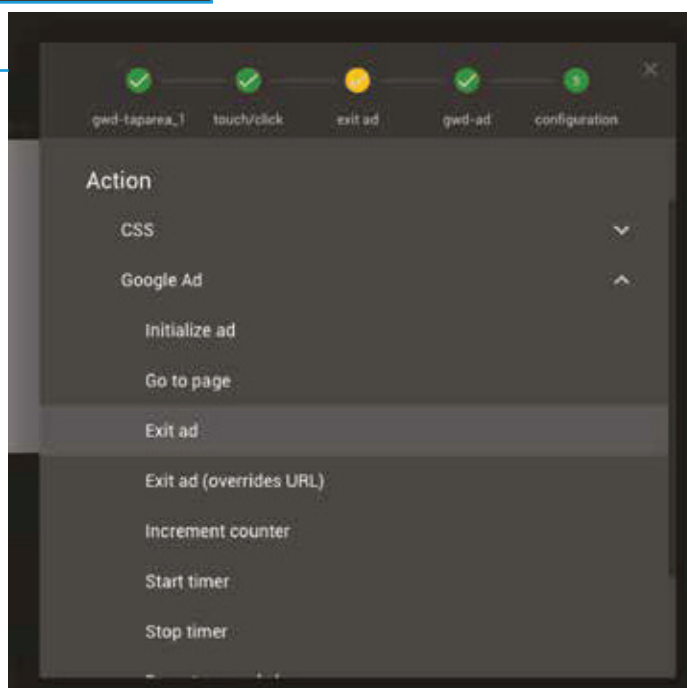 gwd-taparea_1 touch/click exit ad gwd-ad configuration
Action
CSS
Google Ad
Initialize ad
Go to page
Exit ad
Exit ad (overrides URL)
Increment counter
Start timer
Stop timer